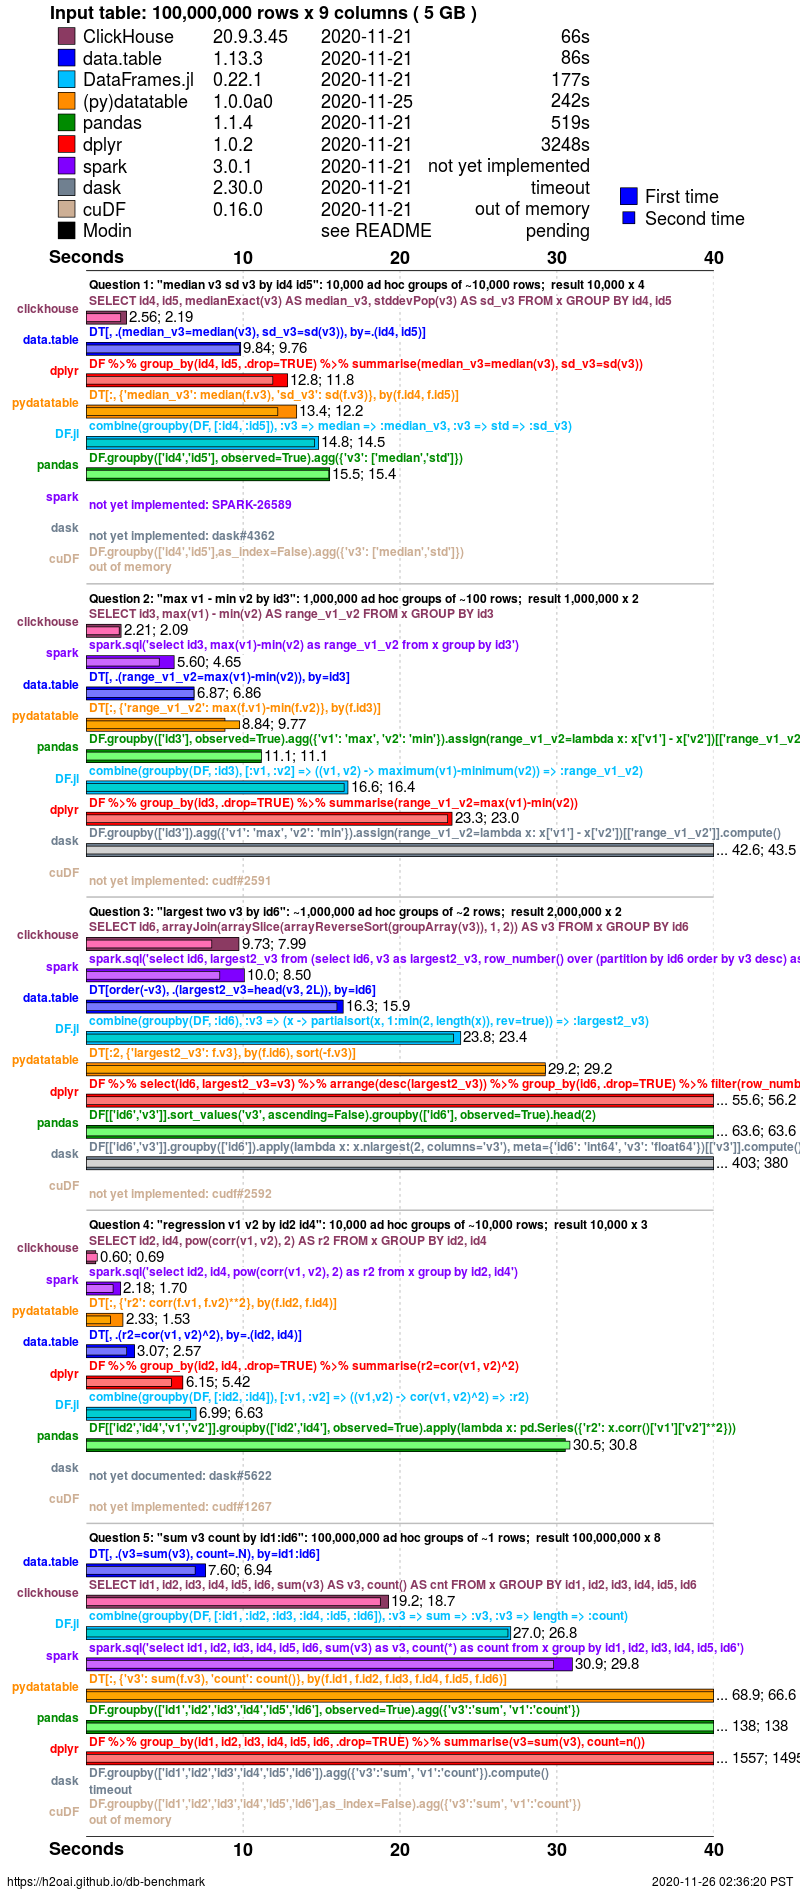 Input table: 100,000,000 rows x 9 columns ( 5 GB )
ClickHouse 20.9.3.45 2020-11-21 66s
data.table 1.13.3 2020-11-21 86s
DataFrames.jl 0.22.1 2020-11-21 177s
(py)datatable 1.0.0a0 2020-11-25 242s
pandas 1.1.4 2020-11-21 519s
dplyr 1.0.2 2020-11-21 3248s
spark 3.0.1 2020-11-21 not yet implemented
dask 2.30.0 2020-11-21 timeout
cuDF 0.16.0 2020-11-21 out of memory
Modin see README pending
First time
Second time
Seconds 10 20 30 40
Question 1: "median v3 sd v3 by id4 id5": 10,000 ad hoc groups of ~10,000 rows; result 10,000 x 4
SELECT id4, id5, medianExact(v3) AS median_v3, stddevPop(v3) AS sd_v3 FROM x GROUP BY id4, id5
clickhouse 2.56; 2.19
DT[, .(median_v3=median(v3), sd_v3=sd(v3)), by=.(id4, id5)]
data.table 9.84; 9.76
DF %>% group_by(id4, id5, .drop=TRUE) %>% summarise(median_v3=median(v3), sd_v3=sd(v3))
dplyr 12.8; 11.8
DT[:, {'median_v3': median(f.v3), 'sd_v3': sd(f.v3)}, by(f.id4, f.id5)]
pydatatable 13.4; 12.2
combine(groupby(DF, [:id4, :id5]), :v3 => median => :median_v3, :v3 => std => :sd_v3)
DF.jl 14.8; 14.5
DF.groupby(['id4','id5'], observed=True).agg({'v3': ['median','std']})
pandas 15.5; 15.4
spark not yet implemented: SPARK-26589
dask not yet implemented: dask#4362
DF.groupby(['id4','id5'],as_index=False).agg({'v3': ['median','std']})
cuDF out of memory
Question 2: "max v1 - min v2 by id3": 1,000,000 ad hoc groups of ~100 rows; result 1,000,000 x 2
SELECT id3, max(v1) - min(v2) AS range_v1_v2 FROM x GROUP BY id3
clickhouse 2.21; 2.09
spark.sql('select id3, max(v1)-min(v2) as range_v1_v2 from x group by id3')
spark 5.60; 4.65
DT[, .(range_v1_v2=max(v1)-min(v2)), by=id3]
data.table 6.87; 6.86
DT[:, {'range_v1_v2': max(f.v1)-min(f.v2)}, by(f.id3)]
pydatatable 8.84; 9.77
DF.groupby(['id3'], observed=True).agg({'v1': 'max', 'v2': 'min'}).assign(range_v1_v2=lambda x: x['v1'] - x['v2'])[['range_v1_v2
pandas 11.1; 11.1
combine(groupby(DF, :id3), [:v1, :v2] => ((v1, v2) -> maximum(v1)-minimum(v2)) => :range_v1_v2)
DF.jl 16.6; 16.4
DF %>% group_by(id3, .drop=TRUE) %>% summarise(range_v1_v2=max(v1)-min(v2))
dplyr 23.3; 23.0
DF.groupby(['id3']).agg({'v1': 'max', 'v2': 'min'}).assign(range_v1_v2=lambda x: x['v1'] - x['v2'])[['range_v1_v2']].compute()
dask ... 42.6; 43.5
cuDF not yet implemented: cudf#2591
Question 3: "largest two v3 by id6": ~1,000,000 ad hoc groups of ~2 rows; result 2,000,000 x 2
SELECT id6, arrayJoin(arraySlice(arrayReverseSort(groupArray(v3)), 1, 2)) AS v3 FROM x GROUP BY id6
clickhouse 9.73; 7.99
spark.sql('select id6, largest2_v3 from (select id6, v3 as largest2_v3, row_number() over (partition by id6 order by v3 desc) as
spark 10.0; 8.50
DT[order(-v3), .(largest2_v3=head(v3, 2L)), by=id6]
data.table 16.3; 15.9
combine(groupby(DF, :id6), :v3 => (x -> partialsort(x, 1:min(2, length(x)), rev=true)) => :largest2_v3)
DF.jl 23.8; 23.4
DT[:2, {'largest2_v3': f.v3}, by(f.id6), sort(-f.v3)]
pydatatable 29.2; 29.2
DF %>% select(id6, largest2_v3=v3) %>% arrange(desc(largest2_v3)) %>% group_by(id6, .drop=TRUE) %>% filter(row_numb
dplyr ... 55.6; 56.2
DF[['id6','v3']].sort_values('v3', ascending=False).groupby(['id6'], observed=True).head(2)
pandas ... 63.6; 63.6
DF[['id6','v3']].groupby(['id6']).apply(lambda x: x.nlargest(2, columns='v3'), meta={'id6': 'int64', 'v3': 'float64'})[['v3']].compute()
dask ... 403; 380
cuDF not yet implemented: cudf#2592
Question 4: "regression v1 v2 by id2 id4": 10,000 ad hoc groups of ~10,000 rows; result 10,000 x 3
SELECT id2, id4, pow(corr(v1, v2), 2) AS r2 FROM x GROUP BY id2, id4
clickhouse 0.60; 0.69
spark.sql('select id2, id4, pow(corr(v1, v2), 2) as r2 from x group by id2, id4')
spark 2.18; 1.70
DT[:, {'r2': corr(f.v1, f.v2)**2}, by(f.id2, f.id4)]
pydatatable 2.33; 1.53
DT[, .(r2=cor(v1, v2)^2), by=.(id2, id4)]
data.table 3.07; 2.57
DF %>% group_by(id2, id4, .drop=TRUE) %>% summarise(r2=cor(v1, v2)^2)
dplyr 6.15; 5.42
combine(groupby(DF, [:id2, :id4]), [:v1, :v2] => ((v1,v2) -> cor(v1, v2)^2) => :r2)
DF.jl 6.99; 6.63
DF[['id2','id4','v1','v2']].groupby(['id2','id4'], observed=True).apply(lambda x: pd.Series({'r2': x.corr()['v1']['v2']**2}))
pandas 30.5; 30.8
dask not yet documented: dask#5622
cuDF not yet implemented: cudf#1267
Question 5: "sum v3 count by id1:id6": 100,000,000 ad hoc groups of ~1 rows; result 100,000,000 x 8
DT[, .(v3=sum(v3), count=.N), by=id1:id6]
data.table 7.60; 6.94
SELECT id1, id2, id3, id4, id5, id6, sum(v3) AS v3, count() AS cnt FROM x GROUP BY id1, id2, id3, id4, id5, id6
clickhouse 19.2; 18.7
combine(groupby(DF, [:id1, :id2, :id3, :id4, :id5, :id6]), :v3 => sum => :v3, :v3 => length => :count)
DF.jl 27.0; 26.8
spark.sql('select id1, id2, id3, id4, id5, id6, sum(v3) as v3, count(*) as count from x group by id1, id2, id3, id4, id5, id6')
spark 30.9; 29.8
DT[:, {'v3': sum(f.v3), 'count': count()}, by(f.id1, f.id2, f.id3, f.id4, f.id5, f.id6)]
pydatatable ... 68.9; 66.6
DF.groupby(['id1','id2','id3','id4','id5','id6'], observed=True).agg({'v3':'sum', 'v1':'count'})
pandas ... 138; 138
DF %>% group_by(id1, id2, id3, id4, id5, id6, .drop=TRUE) %>% summarise(v3=sum(v3), count=n())
dplyr ... 1557; 1495
DF.groupby(['id1','id2','id3','id4','id5','id6']).agg({'v3':'sum', 'v1':'count'}).compute()
dask timeout
DF.groupby(['id1','id2','id3','id4','id5','id6'],as_index=False).agg({'v3':'sum', 'v1':'count'})
cuDF out of memory
Seconds 10 20 30 40
https://h2oai.github.io/db-benchmark 2020-11-26 02:36:20 PST